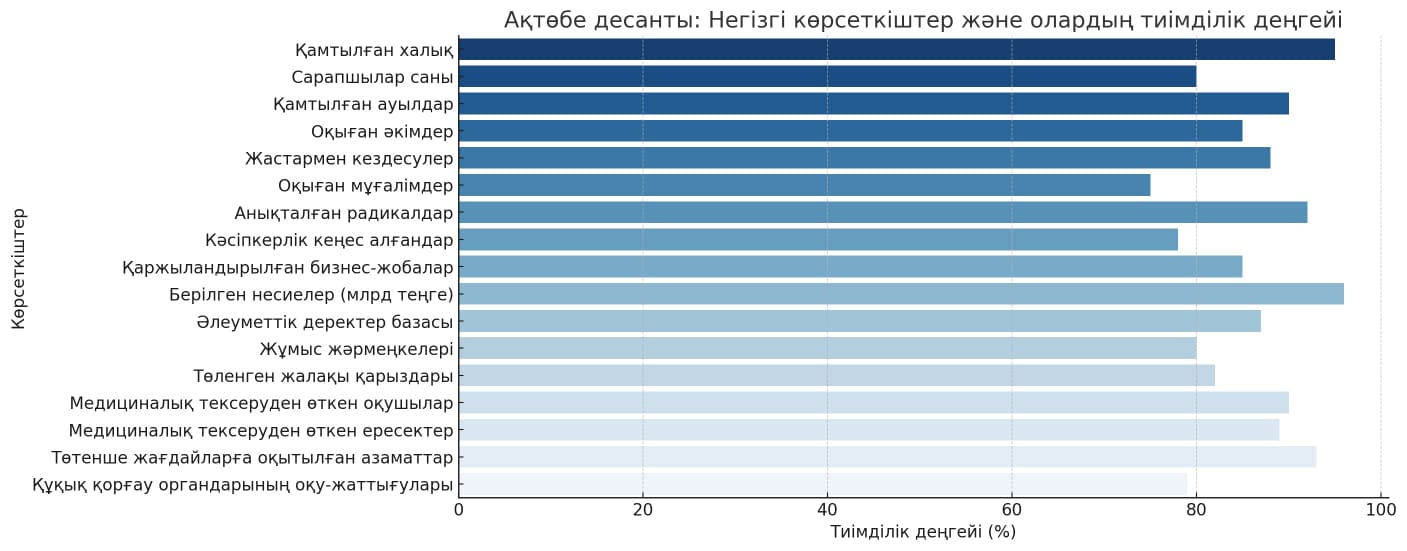 Ақтөбе десанты: Негізгі көрсеткіштер және олардың тиімділік деңгейі
Көрсеткіштер
Қамтылған халық
Сарапшылар саны
Қамтылған ауылдар
Оқыған әкімдер
Жастармен кездесулер
Оқыған мұғалімдер
Анықталған радикалдар
Кәсіпкерлік кеңес алғандар
Қаржыландырылған бизнес-жобалар
Берілген несиелер (млрд теңге)
Әлеуметтік деректер базасы
Жұмыс жәрмеңкелері
Төленген жалақы қарыздары
Медициналық тексеруден өткен оқушылар
Медициналық тексеруден өткен ересектер
Төтенше жағдайларға оқытылған азаматтар
Құқық қорғау органдарының оқу-жаттығулары
0 20 40 60 80 100
Тиімділік деңгейі (%)